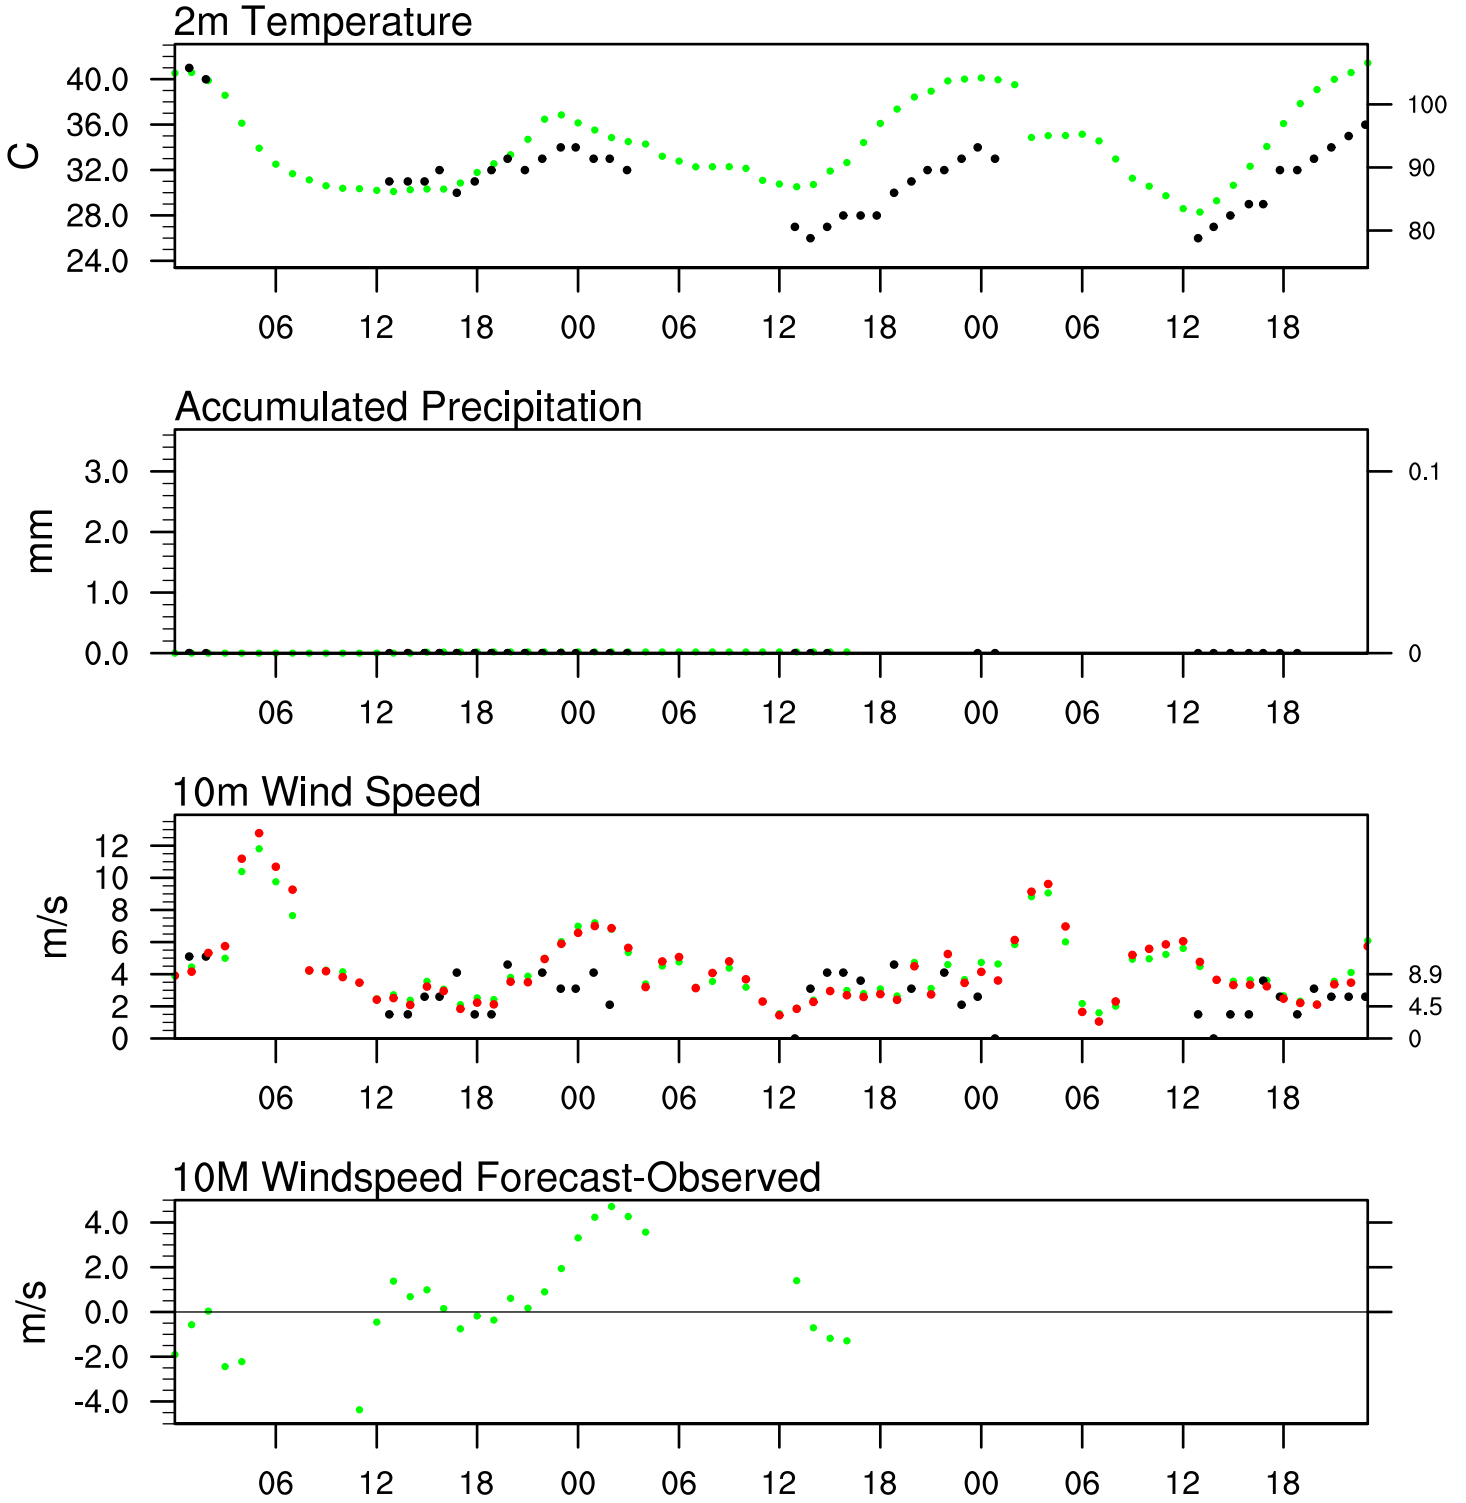 2m Temperature
40.0
36.0
32.0
28.0
24.0
C
100
90
80
06 12 18 00 06 12 18 00 06 12 18
Accumulated Precipitation
3.0
2.0
1.0
0.0
mm
0.1
0
06 12 18 00 06 12 18 00 06 12 18
10m Wind Speed
12
10
8
6
4
2
0
m/s
8.9
4.5
0
06 12 18 00 06 12 18 00 06 12 18
10M Windspeed Forecast-Observed
4.0
2.0
0.0
-2.0
-4.0
m/s
06 12 18 00 06 12 18 00 06 12 18